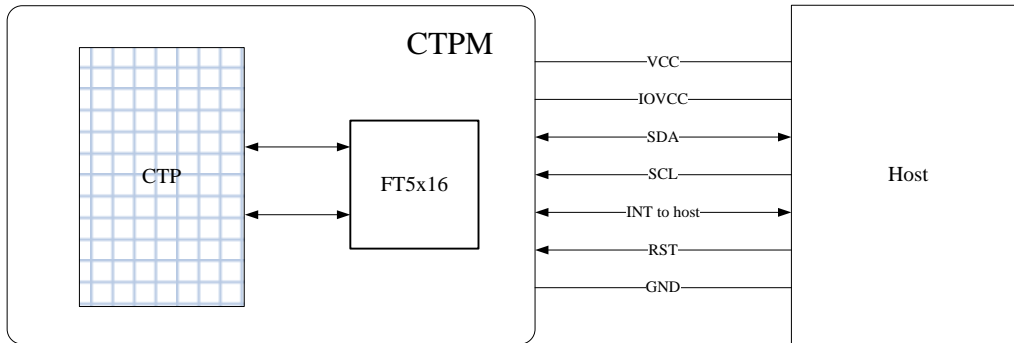 CTPM
VCC
IOVCC
SDA
CTP
FT5x16
SCL
Host
INT to host
RST
GND